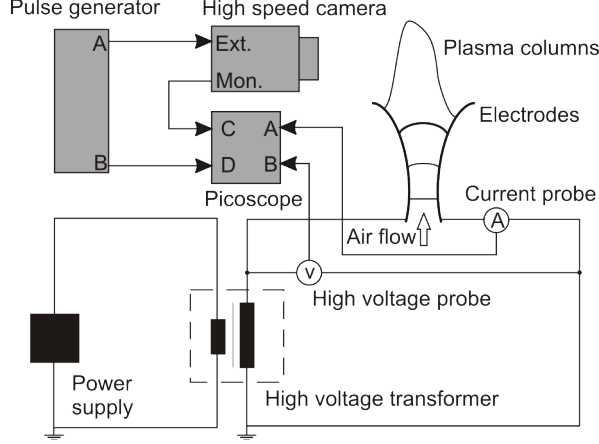 Pulse generator
High speed camera
A
Ext.
Mon.
Plasma columns
Electrodes
C A
B
D B
Picoscope
Current probe
A
Air flow
v
High voltage probe
Power
supply
High voltage transformer